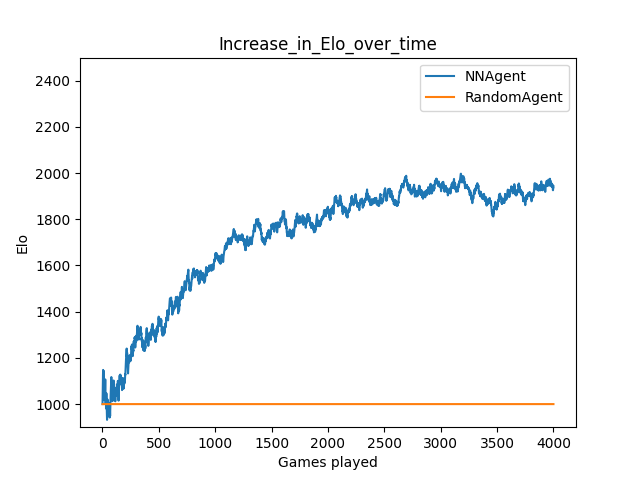 Increase_in_Elo_over_time
NNAgent
RandomAgent
2400
2200
2000
1800
1600
1400
1200
1000
Elo
0 500 1000 1500 2000 2500 3000 3500 4000
Games played